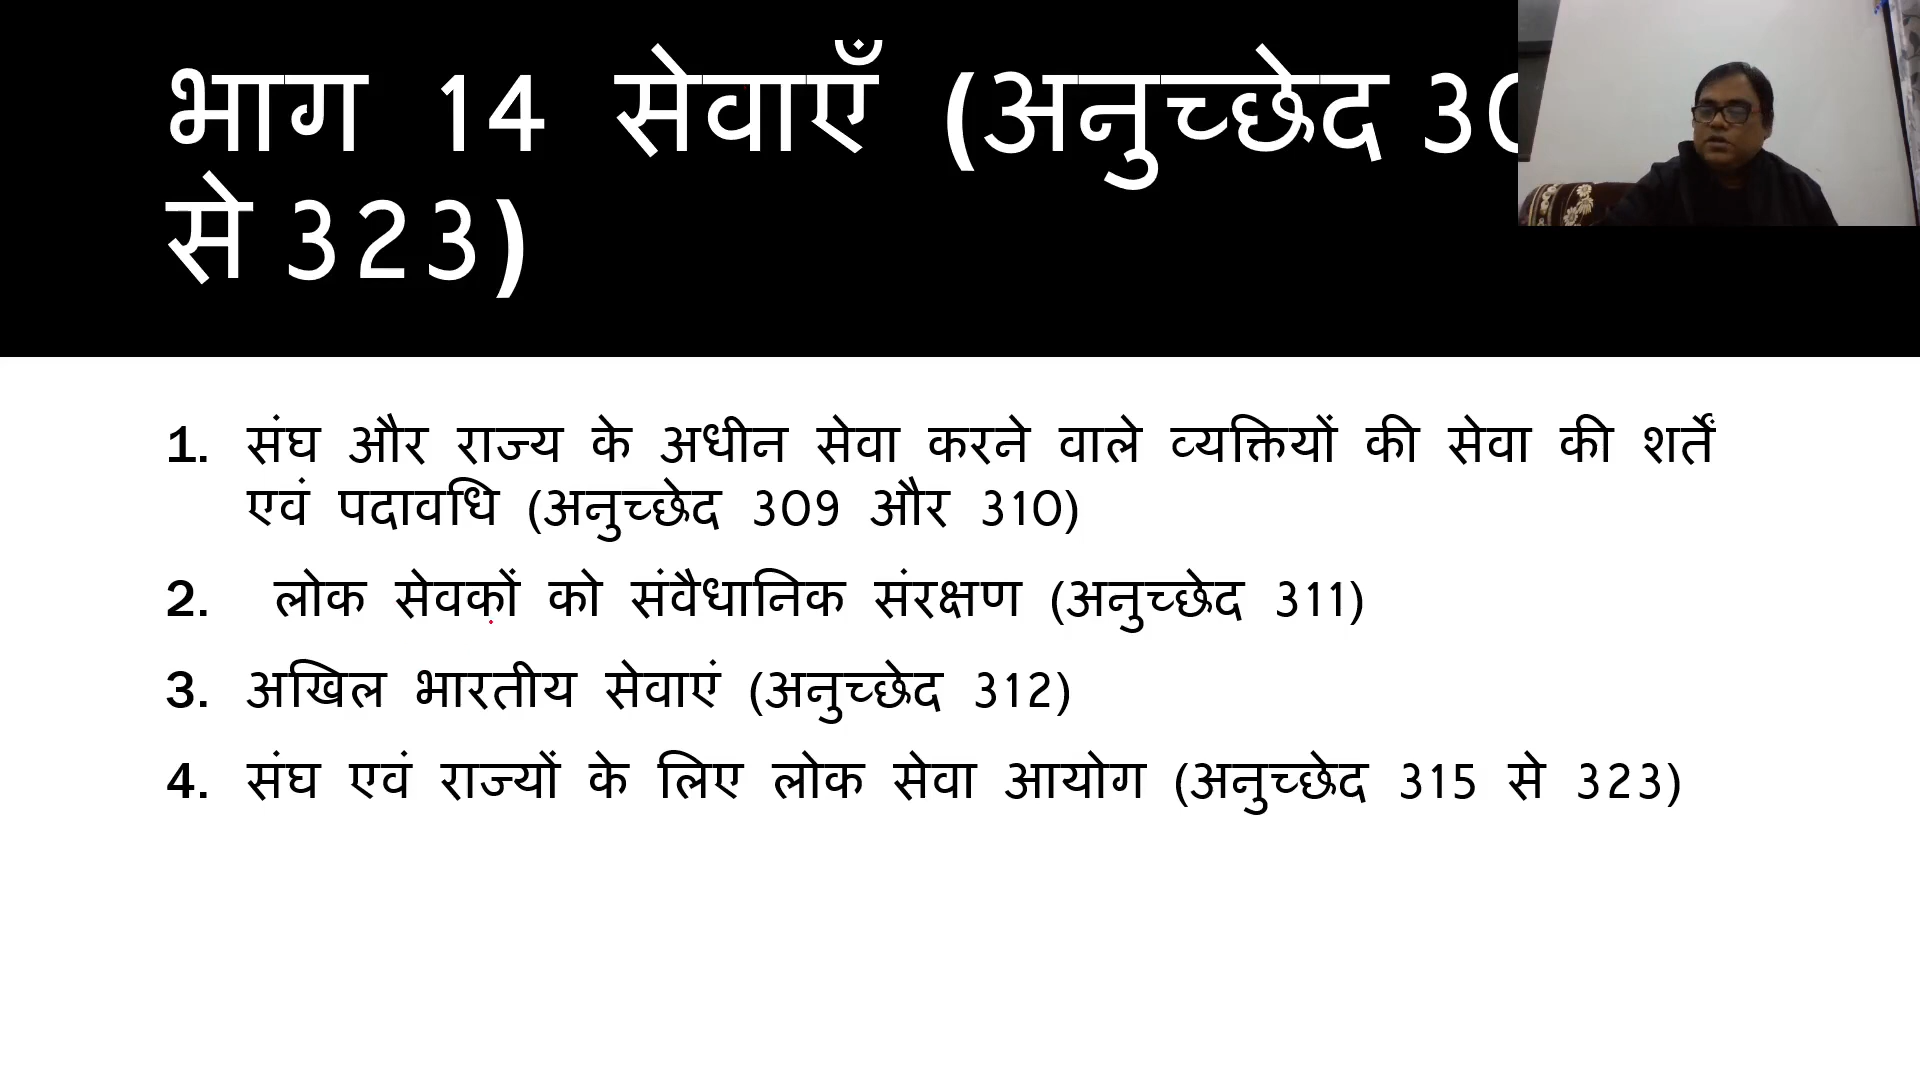 भाग 14 सेवाएँ (अनुच्छेद
से 323)
1. संघ और राज्य के अधीन सेवा करने वाले व्यक्तियों की सेवा की शर्तें
एवं पदावधि (अनुच्छेद 309 और 310)
2. लोक सेवकों को संवैधानिक संरक्षण (अनुच्छेद 311)
3. अखिल भारतीय सेवाएं (अनुच्छेद 312)
4. संघ एवं राज्यों के लिए लोक सेवा आयोग (अनुच्छेद 315 से 323)